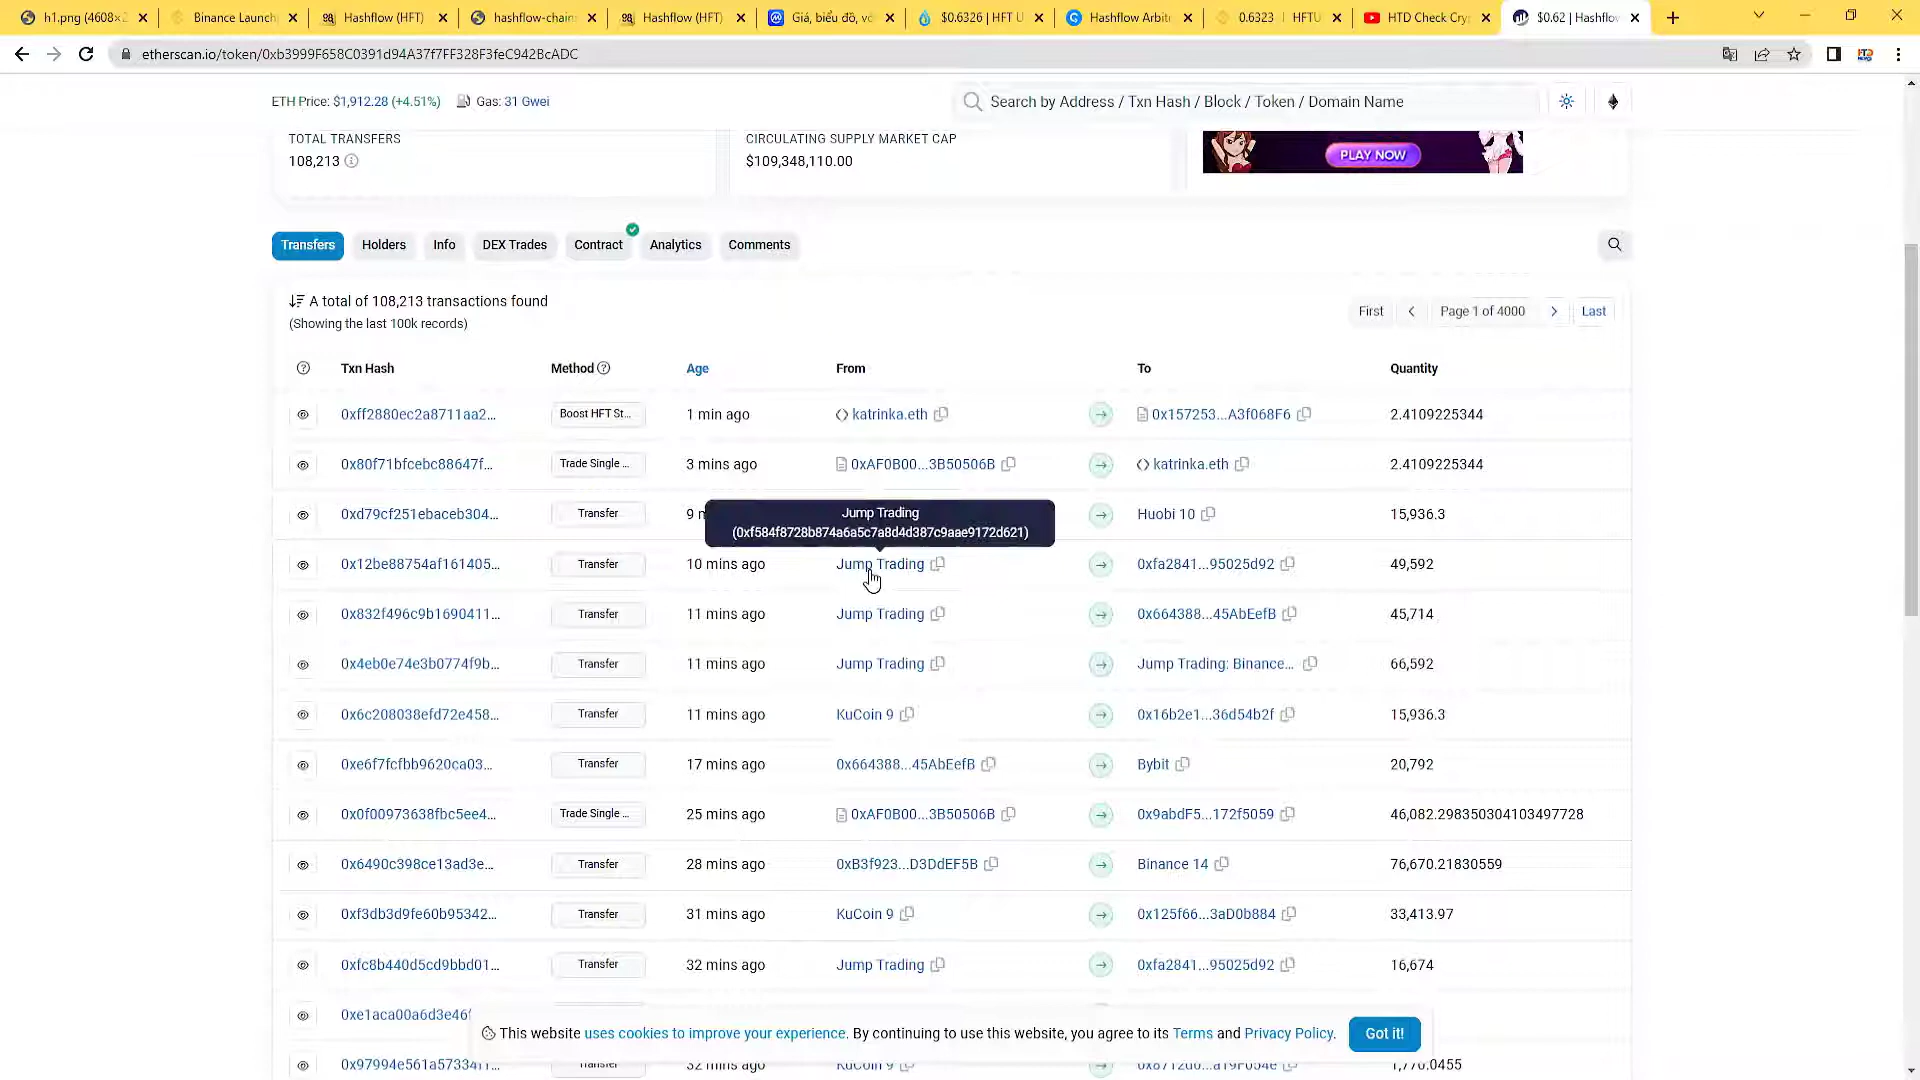 h1.png (4608×2
Binance Launch
Hashflow (HFT)
hashflow-chain
Hashflow (HFT)
Giá, biểu đồ, vố
$0.6326 | HFT U
Hashflow Arbit
0.6323 | HFTU
HTD Check Cry
$0.62 | Hashflow
etherscan.io/token/0xb3999F658C0391d94A37f7FF328F3feC942BcADC
ETH Price: $1,912.28 (+4.51%) Gas: 31 Gwei
Search by Address / Txn Hash / Block / Token / Domain Name
TOTAL TRANSFERS
108,213
CIRCULATING SUPPLY MARKET CAP
$109,348,110.00
PLAY NOW
Transfers Holders Info DEX Trades Contract Analytics Comments
A total of 108,213 transactions found
(Showing the last 100k records)
First Page 1 of 4000 Last
Txn Hash Method Age From To Quantity
0xff2880ec2a8711aa2... Boost HFT St... 1 min ago katrinka.eth 0x157253...A3f068F6 2.4109225344
0x80f71bfcebc88647f... Trade Single ... 3 mins ago 0xAF0B00...3B50506B katrinka.eth 2.4109225344
0xd79cf251ebaceb304... Transfer 9 m Huobi 10 15,936.3
Jump Trading
(0xf584f8728b874a6a5c7a8d4d387c9aae9172d621)
0x12be88754af161405... Transfer 10 mins ago Jump Trading 0xfa2841...95025d92 49,592
0x832f496c9b1690411... Transfer 11 mins ago Jump Trading 0x664388...45AbEefB 45,714
0x4eb0e74e3b0774f9b... Transfer 11 mins ago Jump Trading Jump Trading: Binance... 66,592
0x6c208038efd72e458... Transfer 11 mins ago KuCoin 9 0x16b2e1...36d54b2f 15,936.3
0xe6f7fcfbb9620ca03... Transfer 17 mins ago 0x664388...45AbEefB Bybit 20,792
0x0f00973638fbc5ee4... Trade Single ... 25 mins ago 0xAF0B00...3B50506B 0x9abdF5...172f5059 46,082.298350304103497728
0x6490c398ce13ad3e... Transfer 28 mins ago 0xB3f923...D3DdEF5B Binance 14 76,670.21830559
0xf3db3d9fe60b95342... Transfer 31 mins ago KuCoin 9 0x125f66...3aD0b884 33,413.97
0xfc8b440d5cd9bbd01... Transfer 32 mins ago Jump Trading 0xfa2841...95025d92 16,674
0xe1aca00a6d3e46
This website uses cookies to improve your experience. By continuing to use this website, you agree to its Terms and Privacy Policy. Got it!
0x97994e561a57334 Transfer 32 mins ago KuCoin 9 1,770.0455